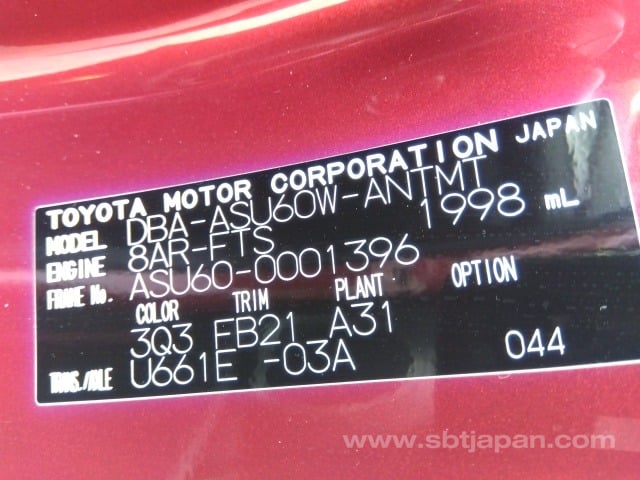 TOYOTA MOTOR CORPORATION JAPAN
MODEL DBA-ASU60W-ANTMT
ENGINE 8AR-FTS 1998 mL
FRAME No. ASU60-0001396
COLOR TRIM PLANT OPTION
3Q3 FB21 A31
TRANS./AXLE U661E -03A 044
www.sbtjapan.com